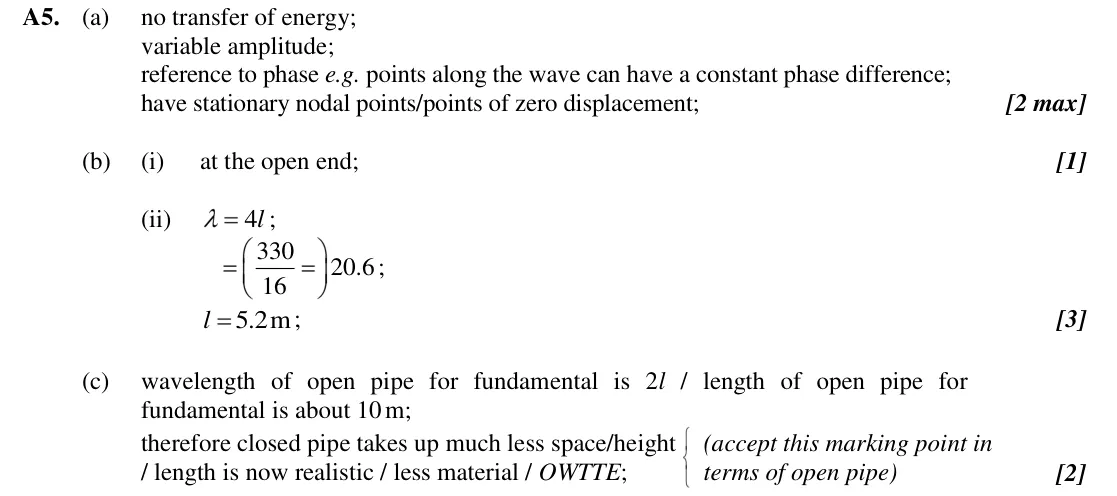 A5. (a) no transfer of energy;
variable amplitude;
reference to phase e.g. points along the wave can have a constant phase difference;
have stationary nodal points/points of zero displacement; [2 max]
(b) (i) at the open end; [1]
(ii) λ = 4l ;
= (330/16 =) 20.6 ;
l = 5.2 m ; [3]
(c) wavelength of open pipe for fundamental is 2l / length of open pipe for
fundamental is about 10 m;
therefore closed pipe takes up much less space/height { (accept this marking point in
/ length is now realistic / less material / OWTTE; terms of open pipe) [2]